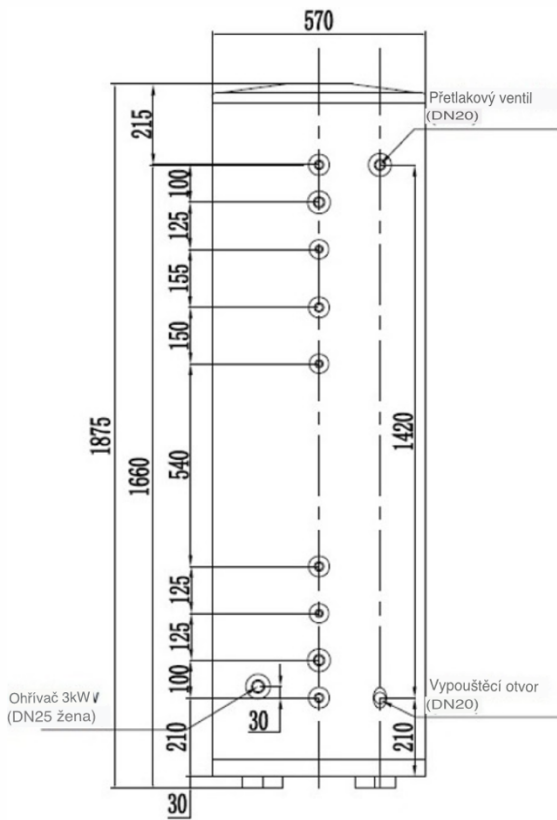 570
Přetlakový ventil
(DN20)
215
100
125
155
150
1875
1660
540
1420
125
125
100
Ohřívač 3kW
(DN25 žena)
30
Vypouštěcí otvor
(DN20)
210
210
30